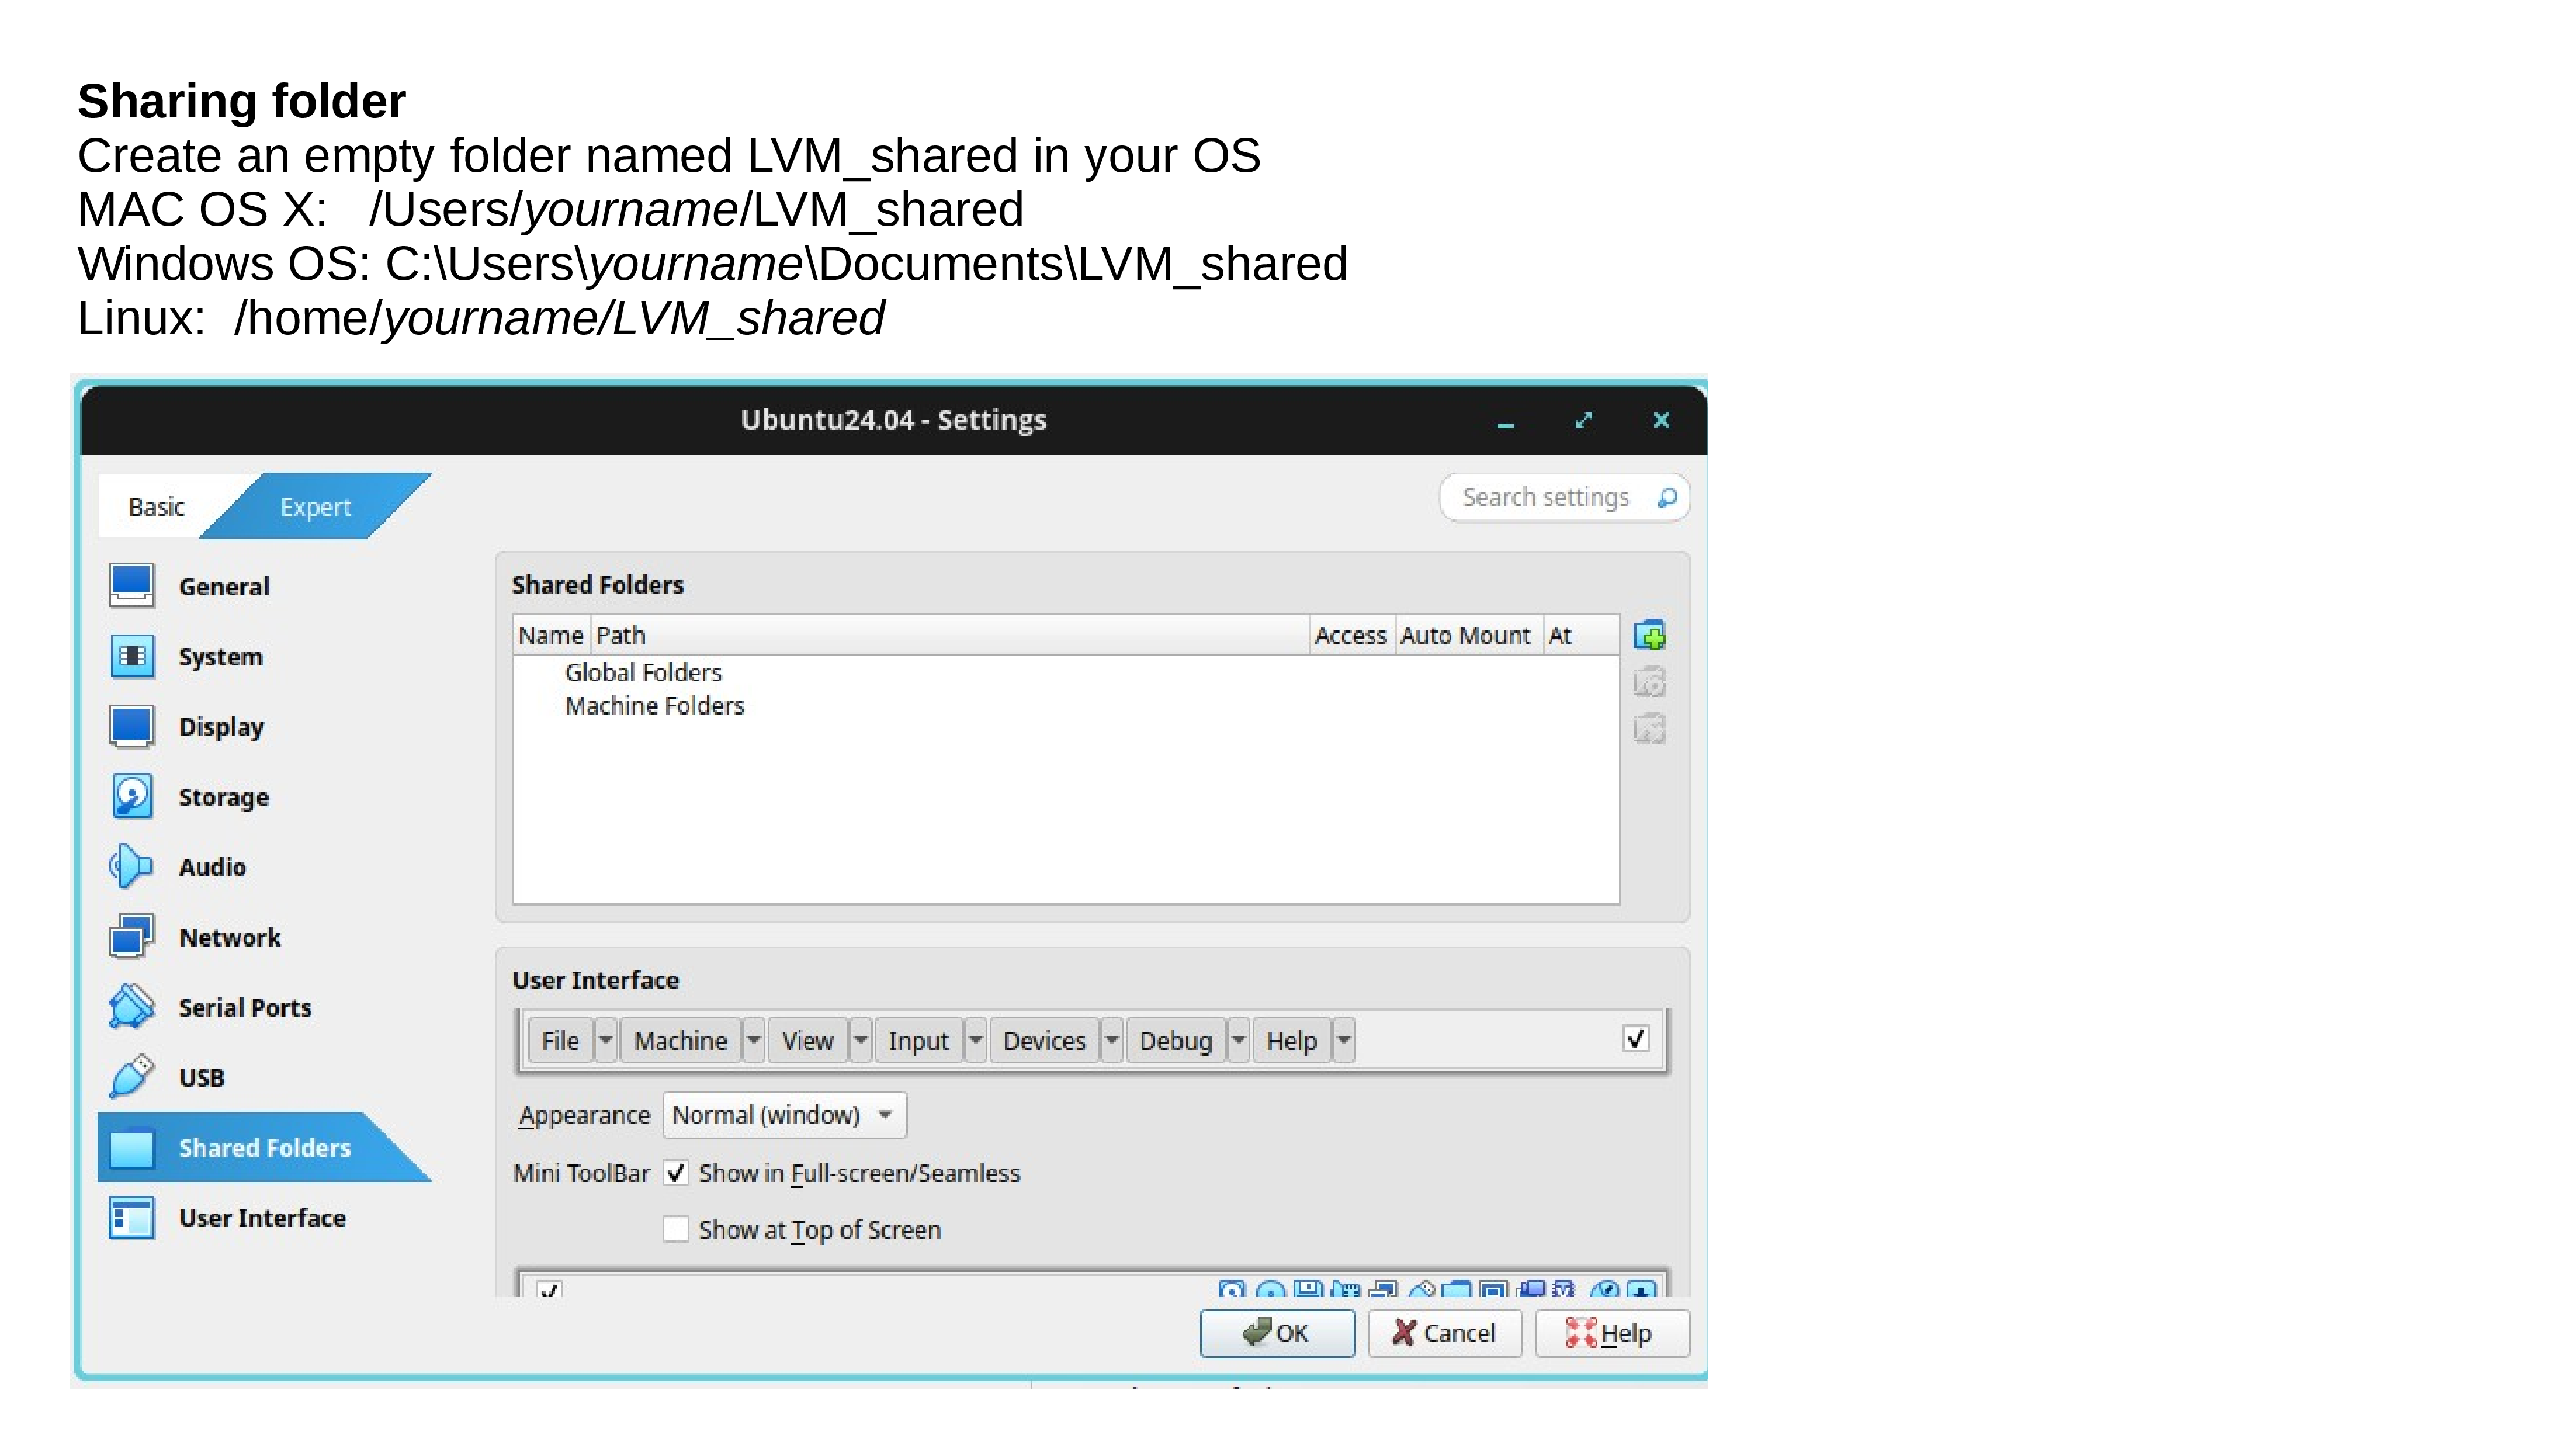 Sharing folder
Create an empty folder named LVM_shared in your OS
MAC OS X:   /Users/yourname/LVM_shared
Windows OS: C:\Users\yourname\Documents\LVM_shared
Linux:  /home/yourname/LVM_shared
Ubuntu24.04 - Settings
Basic Expert Search settings
General
System
Display
Storage
Audio
Network
Serial Ports
USB
Shared Folders
User Interface
Shared Folders
Name Path Access Auto Mount At
Global Folders
Machine Folders
User Interface
File Machine View Input Devices Debug Help
Appearance Normal (window)
Mini ToolBar Show in Full-screen/Seamless
Show at Top of Screen
OK Cancel Help